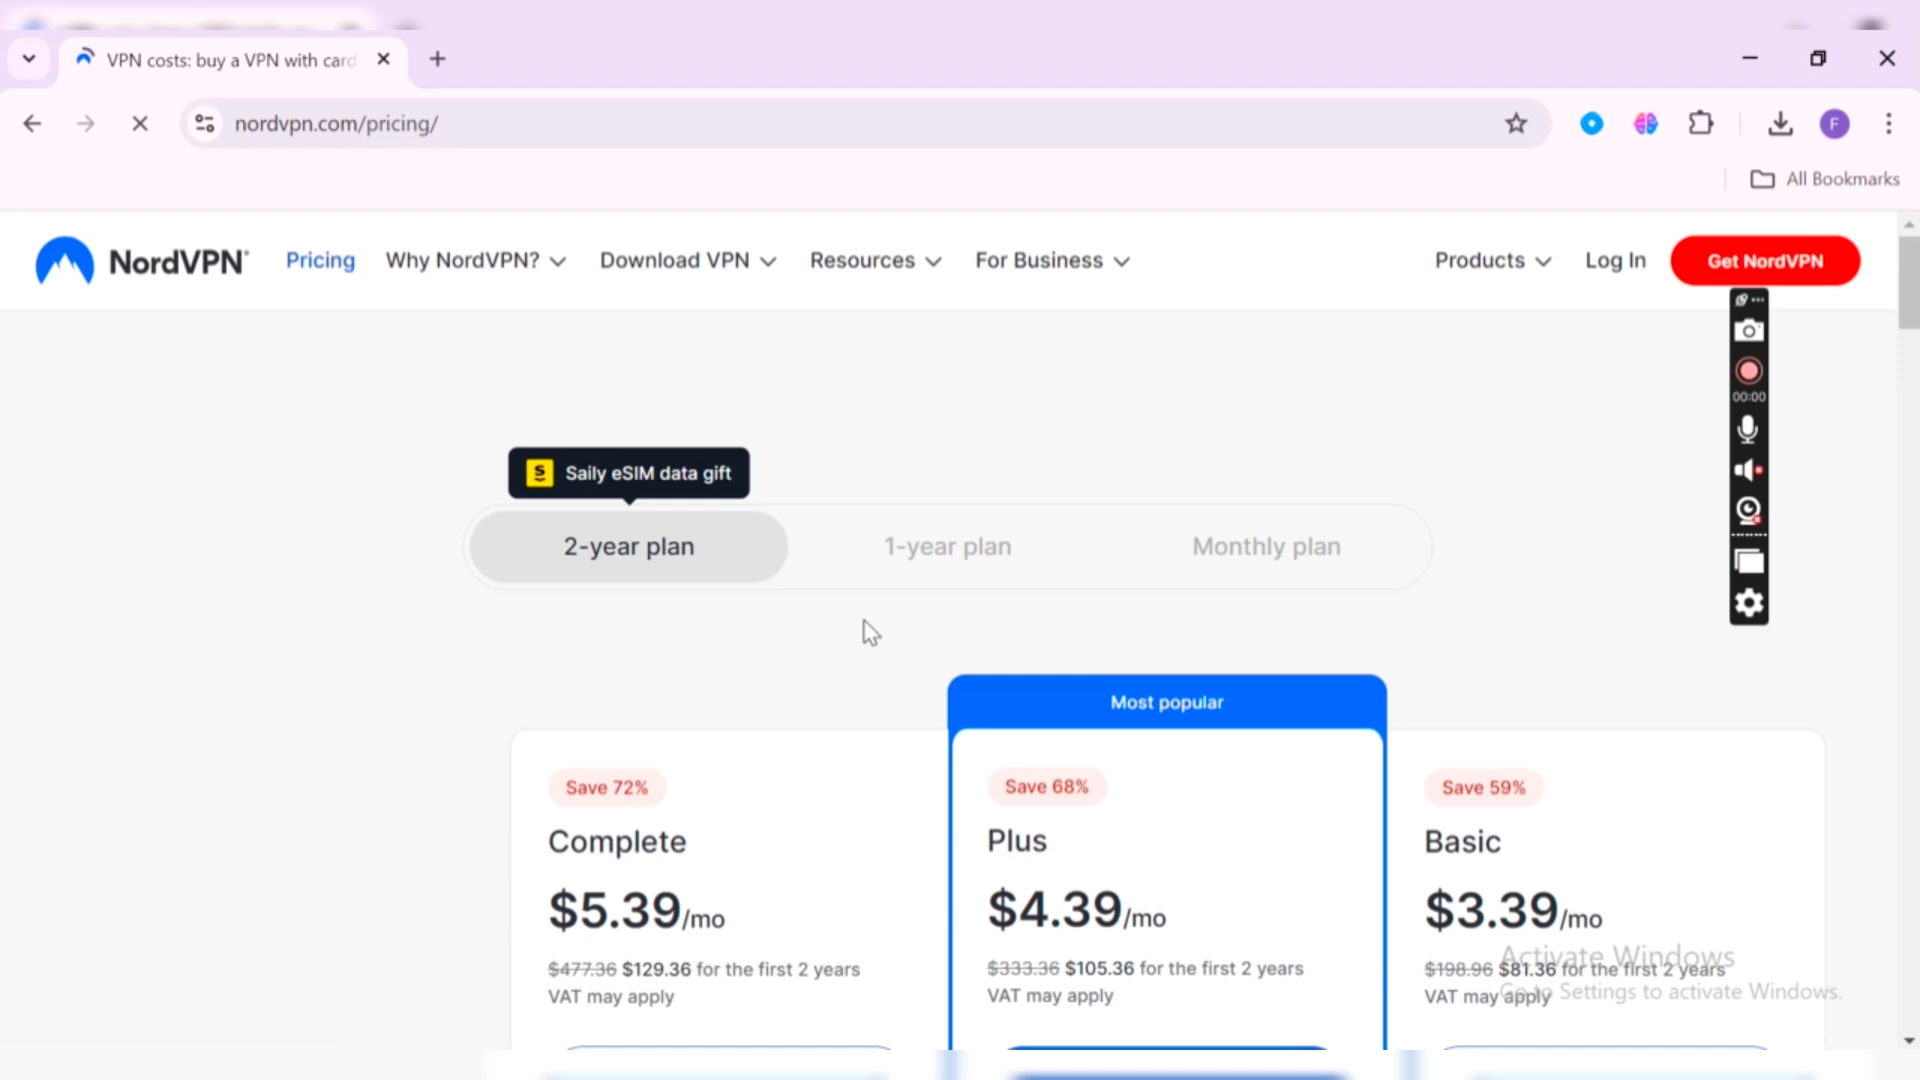 VPN costs: buy a VPN with card
nordvpn.com/pricing/
F
All Bookmarks
NordVPN® Pricing Why NordVPN? Download VPN Resources For Business Products Log In Get NordVPN
00:00
Saily eSIM data gift
2-year plan 1-year plan Monthly plan
Most popular
Save 72% Save 68% Save 59%
Complete Plus Basic
$5.39/mo $4.39/mo $3.39/mo
$477.36 $129.36 for the first 2 years $333.36 $105.36 for the first 2 years $198.96 $81.36 for the first 2 years
VAT may apply VAT may apply VAT may apply
Activate Windows
Go to Settings to activate Windows.